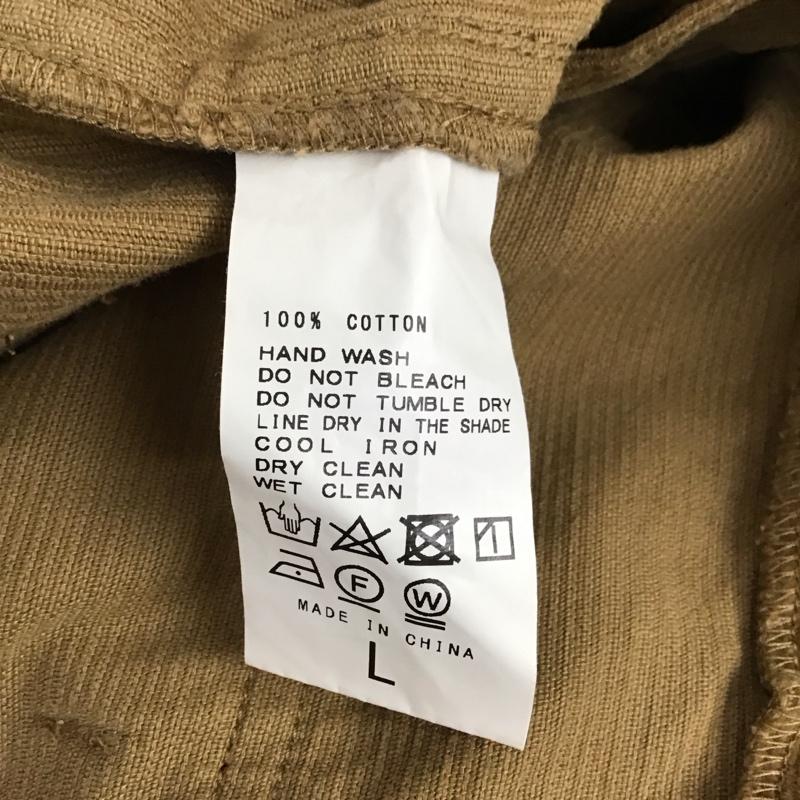 100% COTTON
HAND WASH
DO NOT BLEACH
DO NOT TUMBLE DRY
LINE DRY IN THE SHADE
COOL IRON
DRY CLEAN
WET CLEAN
F W
MADE IN CHINA
L